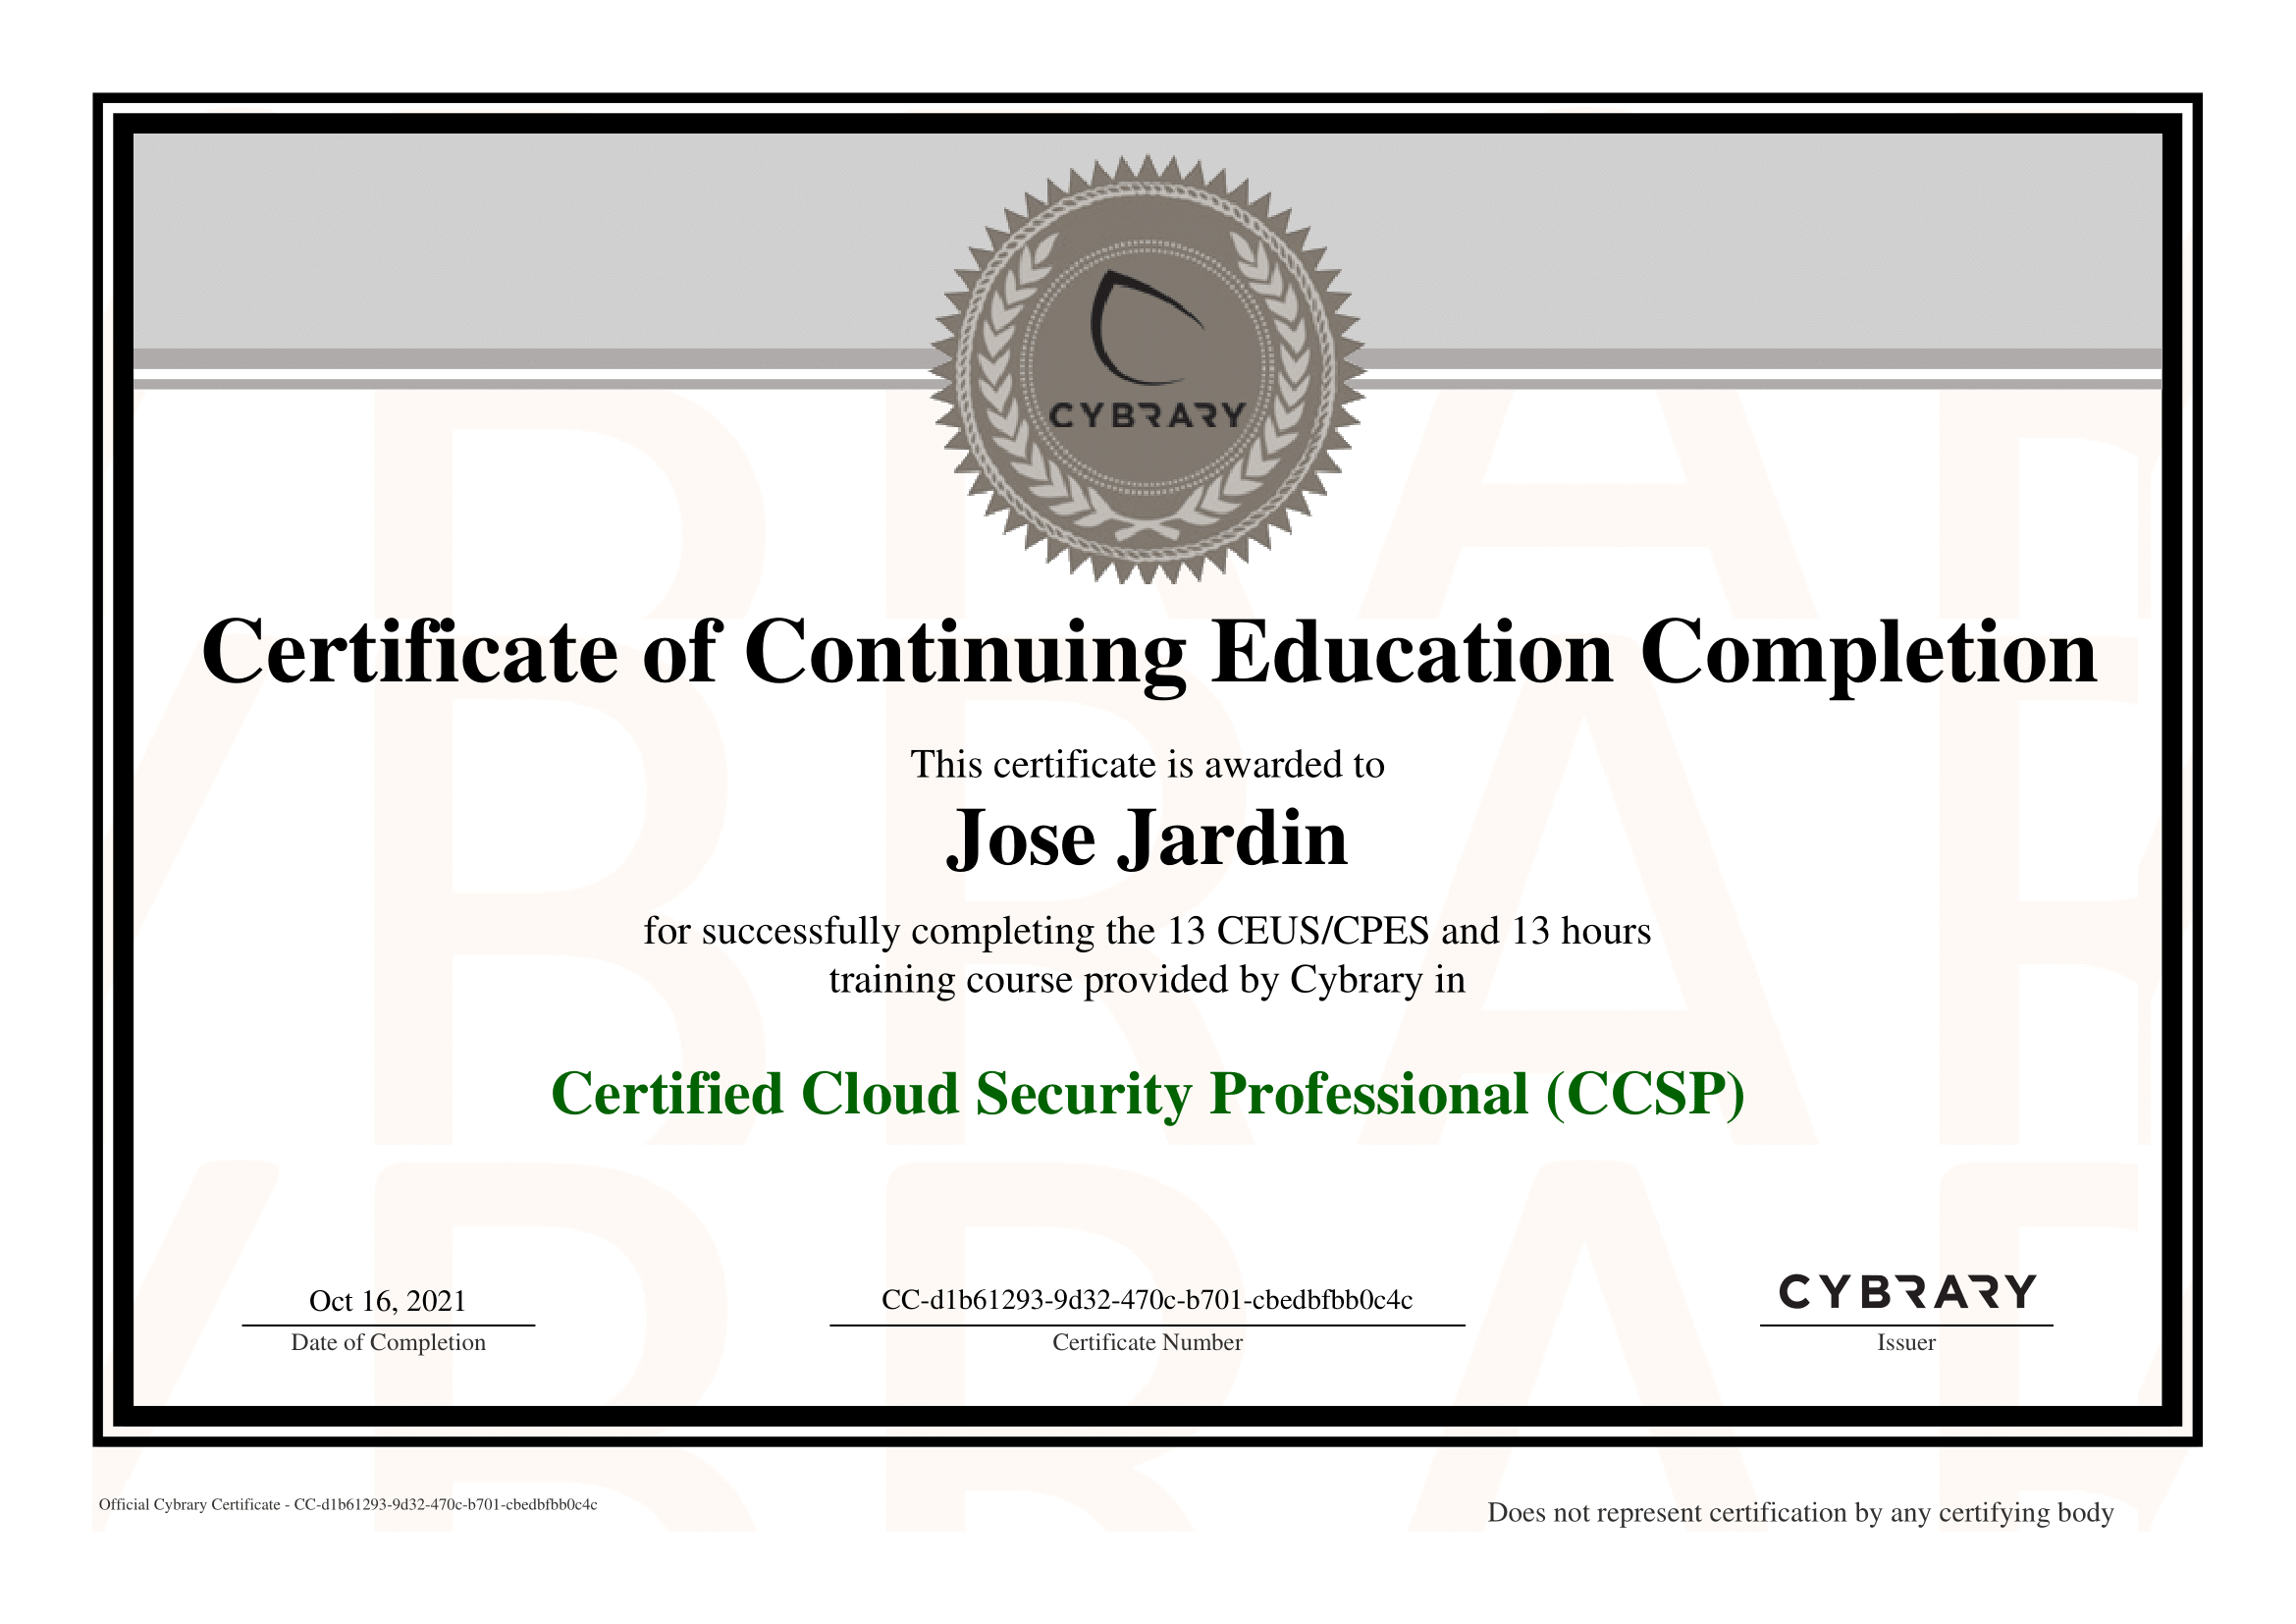 CYBRARY
Certificate of Continuing Education Completion
This certificate is awarded to
Jose Jardin
for successfully completing the 13 CEUS/CPES and 13 hours
training course provided by Cybrary in
Certified Cloud Security Professional (CCSP)
Oct 16, 2021
Date of Completion
CC-d1b61293-9d32-470c-b701-cbedbfbb0c4c
Certificate Number
CYBRARY
Issuer
Official Cybrary Certificate - CC-d1b61293-9d32-470c-b701-cbedbfbb0c4c
Does not represent certification by any certifying body